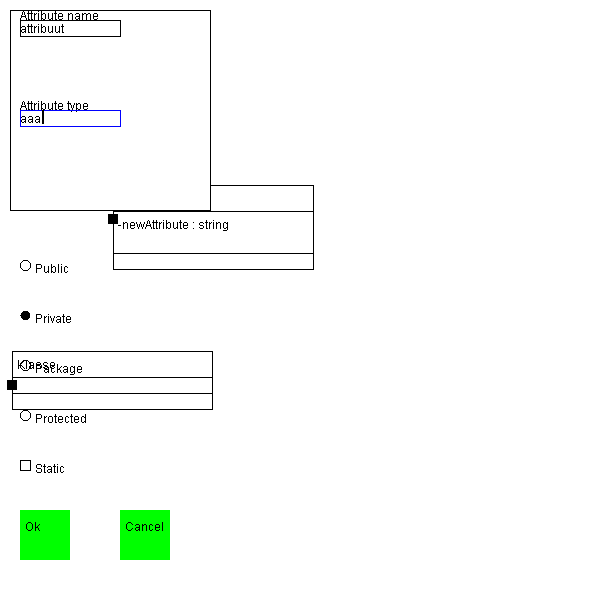 Attribute name
attribuut
Attribute type
aaa
-newAttribute : string
Public
Private
Klasse
Package
Protected
Static
Ok
Cancel